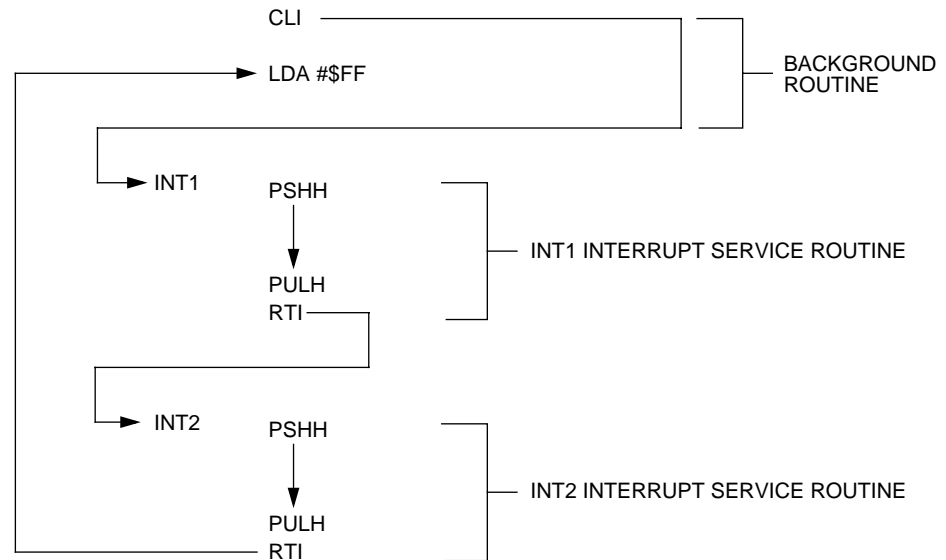 CLI
LDA #$FF
BACKGROUND
ROUTINE
INT1
PSHH
INT1 INTERRUPT SERVICE ROUTINE
PULH
RTI
INT2
PSHH
INT2 INTERRUPT SERVICE ROUTINE
PULH
RTI